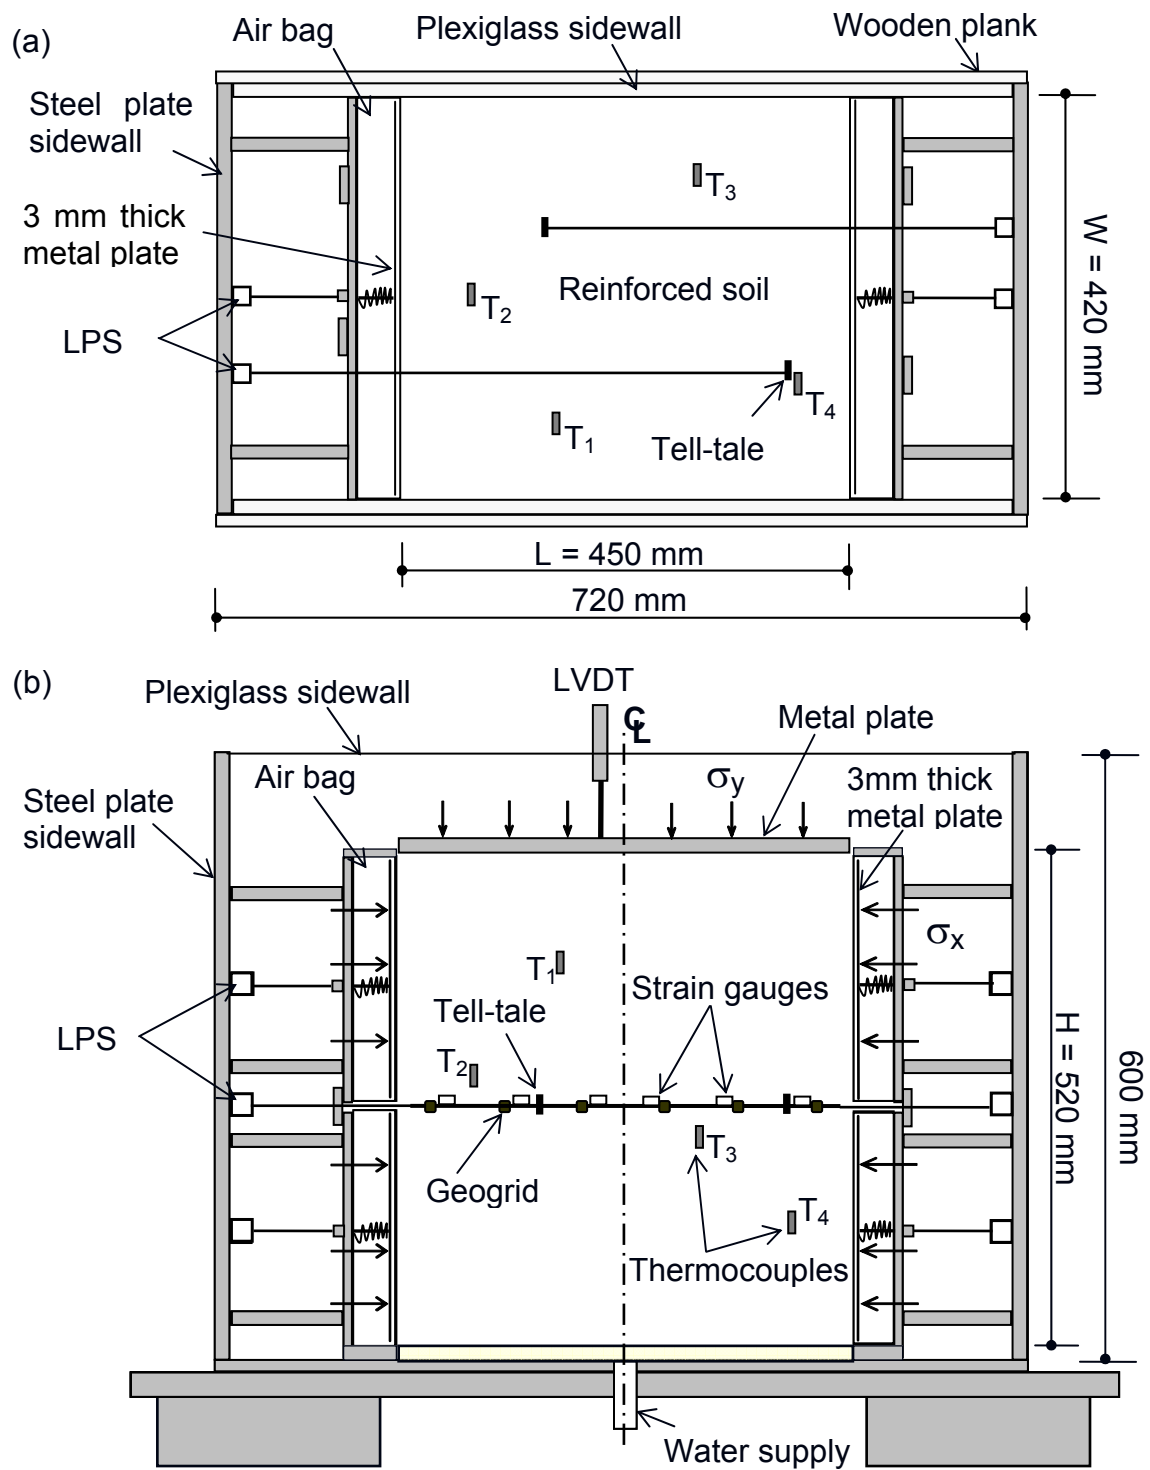 (a)
Air bag
Plexiglass sidewall
Wooden plank
Steel plate
sidewall
3 mm thick
metal plate
T3
Reinforced soil
T2
LPS
T4
T1
Tell-tale
W = 420 mm
L = 450 mm
720 mm
(b)
LVDT
CL
Plexiglass sidewall
Metal plate
Air bag
σy
3mm thick
metal plate
Steel plate
sidewall
σx
T1
Strain gauges
Tell-tale
LPS
T2
T3
Geogrid
T4
Thermocouples
H = 520 mm
600 mm
Water supply